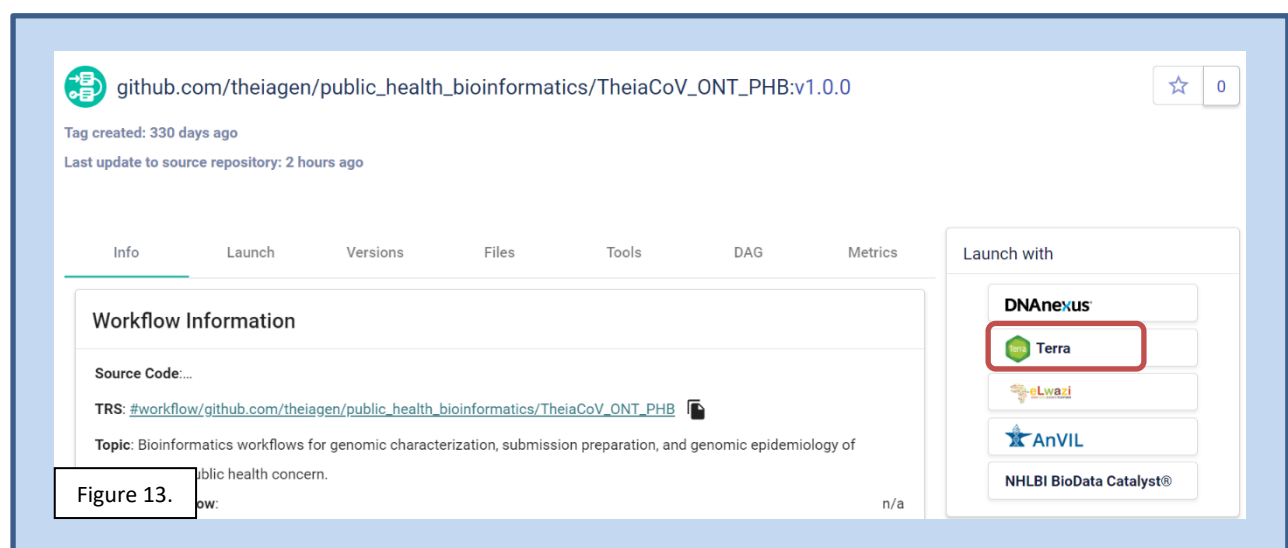 github.com/theiagen/public_health_bioinformatics/TheiaCoV_ONT_PHB:v1.0.0
0
Tag created: 330 days ago
Last update to source repository: 2 hours ago
Info Launch Versions Files Tools DAG Metrics
Launch with
DNAnexus
Terra
eLwazi
AnVIL
NHLBI BioData Catalyst®
Workflow Information
Source Code:...
TRS: #workflow/github.com/theiagen/public_health_bioinformatics/TheiaCoV_ONT_PHB
Topic: Bioinformatics workflows for genomic characterization, submission preparation, and genomic epidemiology of
ublic health concern.
ow: n/a
Figure 13.